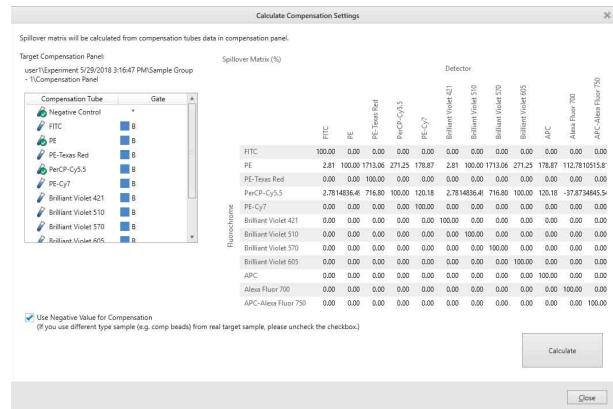 Calculate Compensation Settings
Spillover matrix will be calculated from compensation tubes data in compensation panel.
Target Compensation Panel:
user1\Experiment 5/29/2018 3:16:47 PM\Sample Group
- 1\Compensation Panel
Compensation Tube Gate
Negative Control *
FITC B
PE B
PE-Texas Red B
PerCP-Cy5.5 B
PE-Cy7 B
Brilliant Violet 421 B
Brilliant Violet 510 B
Brilliant Violet 570 B
Brilliant Violet 605 B
Use Negative Value for Compensation
(If you use different type sample (e.g. comp beads) from real target sample, please uncheck the checkbox.)
Spillover Matrix (%)
Detector
FITC PE PE-Texas Red PerCP-Cy5.5 PE-Cy7 Brilliant Violet 421 Brilliant Violet 510 Brilliant Violet 570 Brilliant Violet 605 APC Alexa Fluor 700 APC-Alexa Fluor 750
Fluorochrome
FITC 100.00 0.00 0.00 0.00 0.00 0.00 0.00 0.00 0.00 0.00 0.00 0.00
PE 2.81 100.00 1713.06 271.25 178.87 2.81 100.00 1713.06 271.25 178.87 112.78 10515.8
PE-Texas Red 0.00 0.00 100.00 0.00 0.00 0.00 0.00 0.00 0.00 0.00 0.00 0.00
PerCP-Cy5.5 2.78 14836.4 716.80 100.00 120.18 2.78 14836.4 716.80 100.00 120.18 -37.87 34845.54
PE-Cy7 0.00 0.00 0.00 0.00 100.00 0.00 0.00 0.00 0.00 0.00 0.00 0.00
Brilliant Violet 421 0.00 0.00 0.00 0.00 0.00 100.00 0.00 0.00 0.00 0.00 0.00 0.00
Brilliant Violet 510 0.00 0.00 0.00 0.00 0.00 0.00 100.00 0.00 0.00 0.00 0.00 0.00
Brilliant Violet 570 0.00 0.00 0.00 0.00 0.00 0.00 0.00 100.00 0.00 0.00 0.00 0.00
Brilliant Violet 605 0.00 0.00 0.00 0.00 0.00 0.00 0.00 0.00 100.00 0.00 0.00 0.00
APC 0.00 0.00 0.00 0.00 0.00 0.00 0.00 0.00 0.00 100.00 0.00 0.00
Alexa Fluor 700 0.00 0.00 0.00 0.00 0.00 0.00 0.00 0.00 0.00 0.00 100.00 0.00
APC-Alexa Fluor 750 0.00 0.00 0.00 0.00 0.00 0.00 0.00 0.00 0.00 0.00 0.00 100.00
Calculate
Close